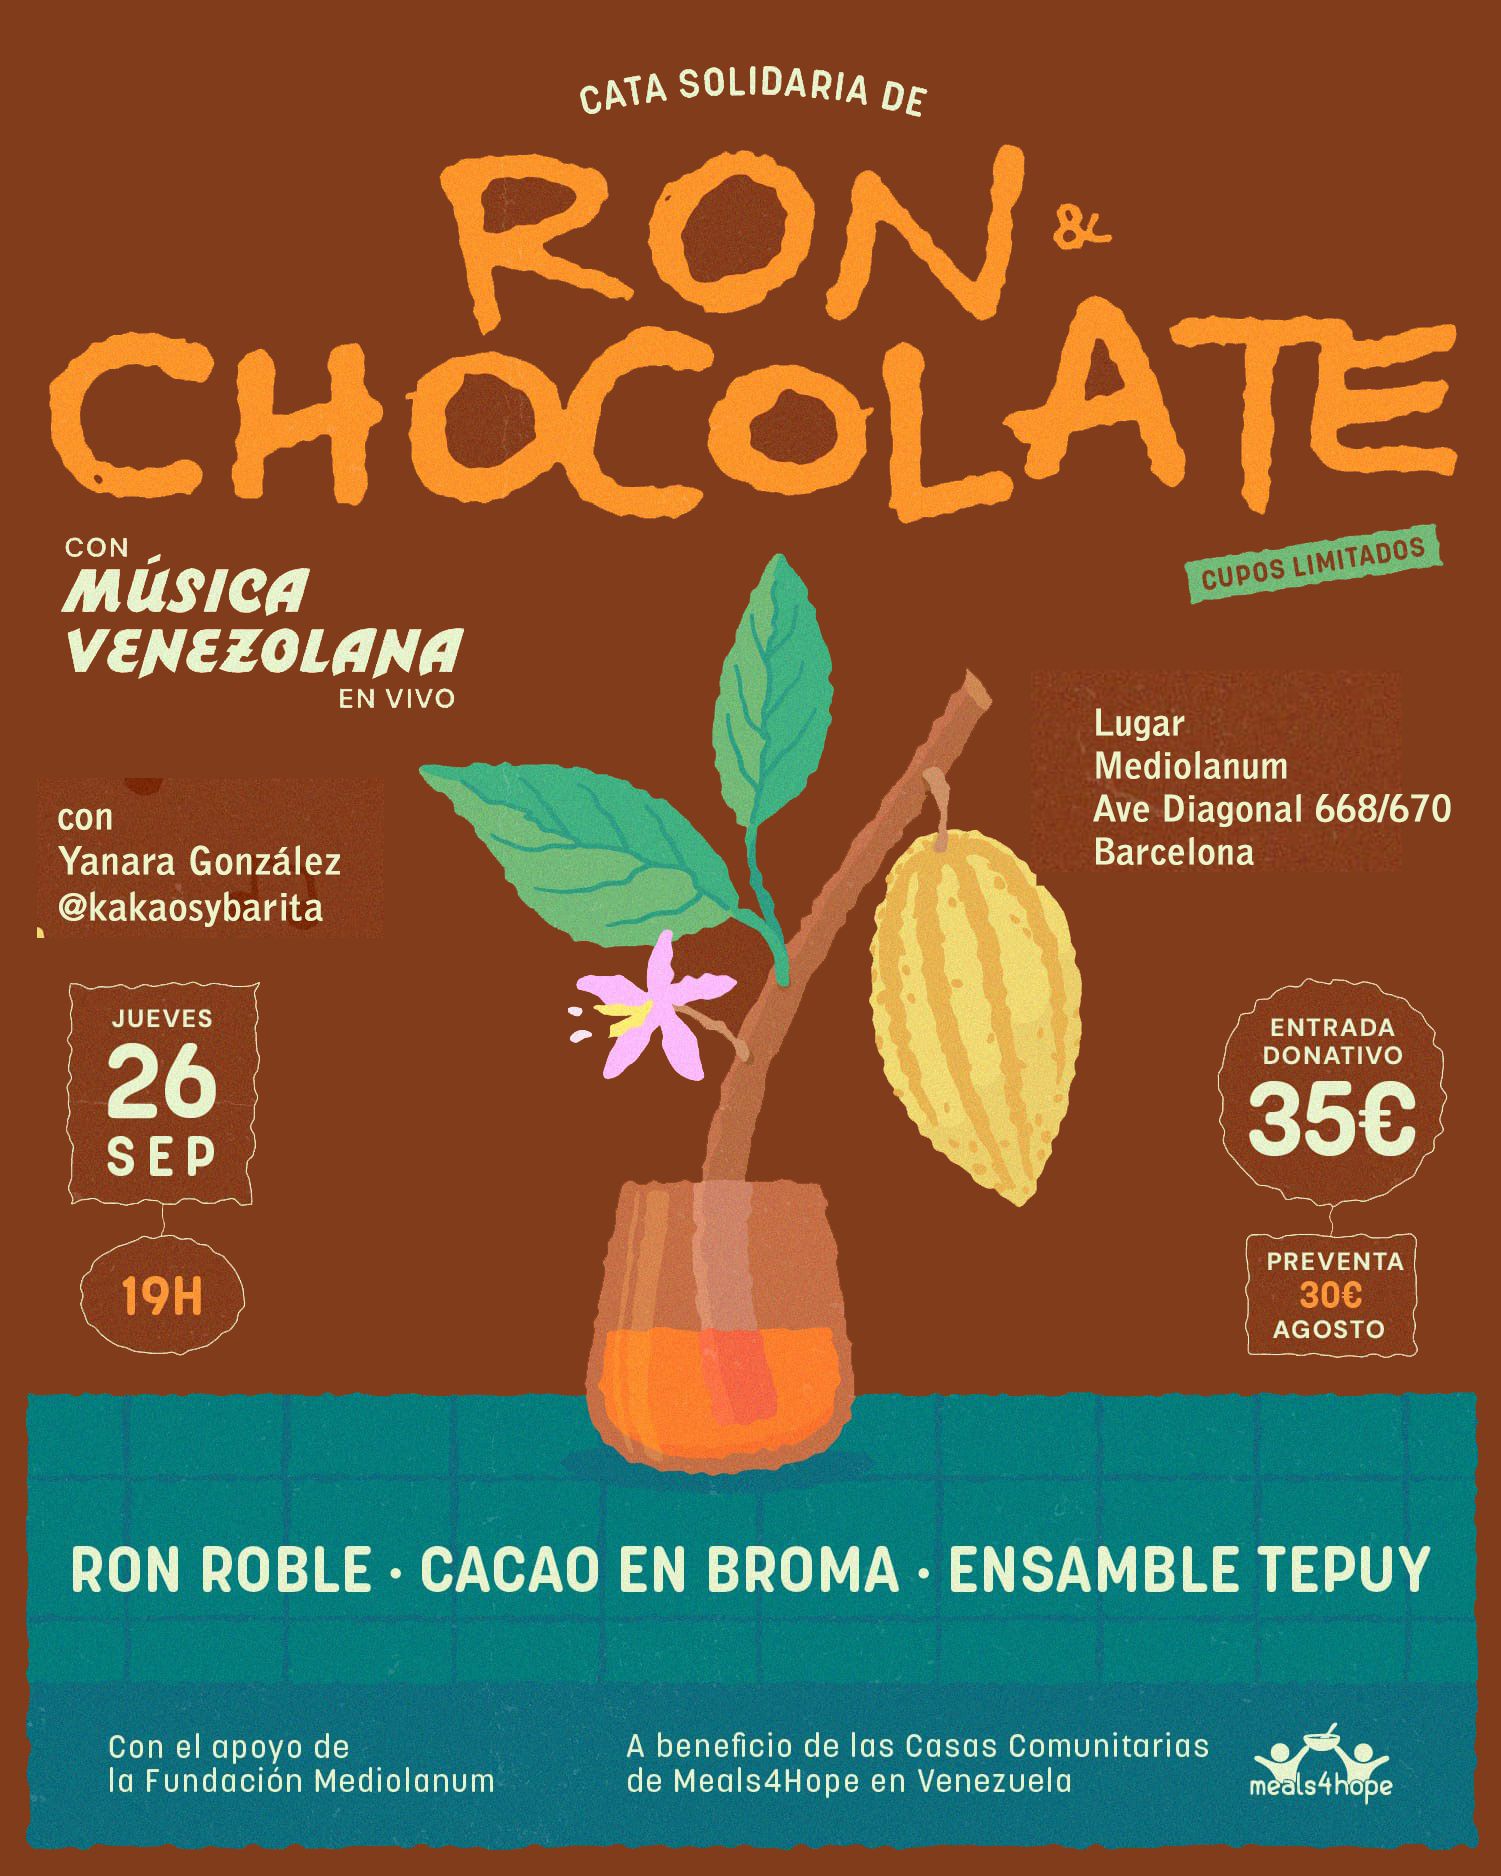 CATA SOLIDARIA DE
RON &
CHOCOLATE
CON
MÚSICA
VENEZOLANA
EN VIVO
CUPOS LIMITADOS
Lugar
Mediolanum
Ave Diagonal 668/670
Barcelona
con
Yanara González
@kakaosybarita
JUEVES
26
SEP
19H
ENTRADA
DONATIVO
35€
PREVENTA
30€
AGOSTO
RON ROBLE · CACAO EN BROMA · ENSAMBLE TEPUY
Con el apoyo de
la Fundación Mediolanum
A beneficio de las Casas Comunitarias
de Meals4Hope en Venezuela
meals4hope